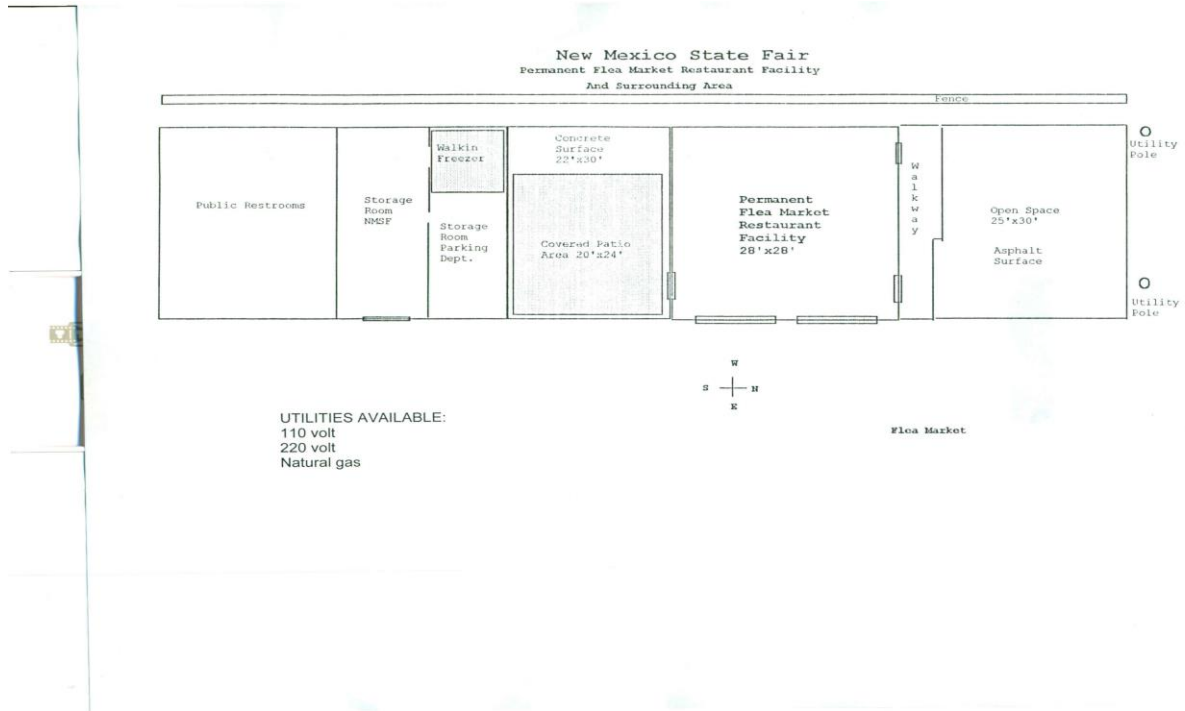 New Mexico State Fair
Permanent Flea Market Restaurant Facility
And Surrounding Area
Fence
Public Restrooms
Storage
Room
NMSF
Walkin
Freezer
Storage
Room
Parking
Dept.
Concrete
Surface
22'x30'
Covered Patio
Area 20'x24'
Permanent
Flea Market
Restaurant
Facility
28'x28'
Walkway
Open Space
25'x30'
Asphalt
Surface
O
Utility
Pole
O
Utility
Pole
W
S N
E
UTILITIES AVAILABLE:
110 volt
220 volt
Natural gas
Flea Market